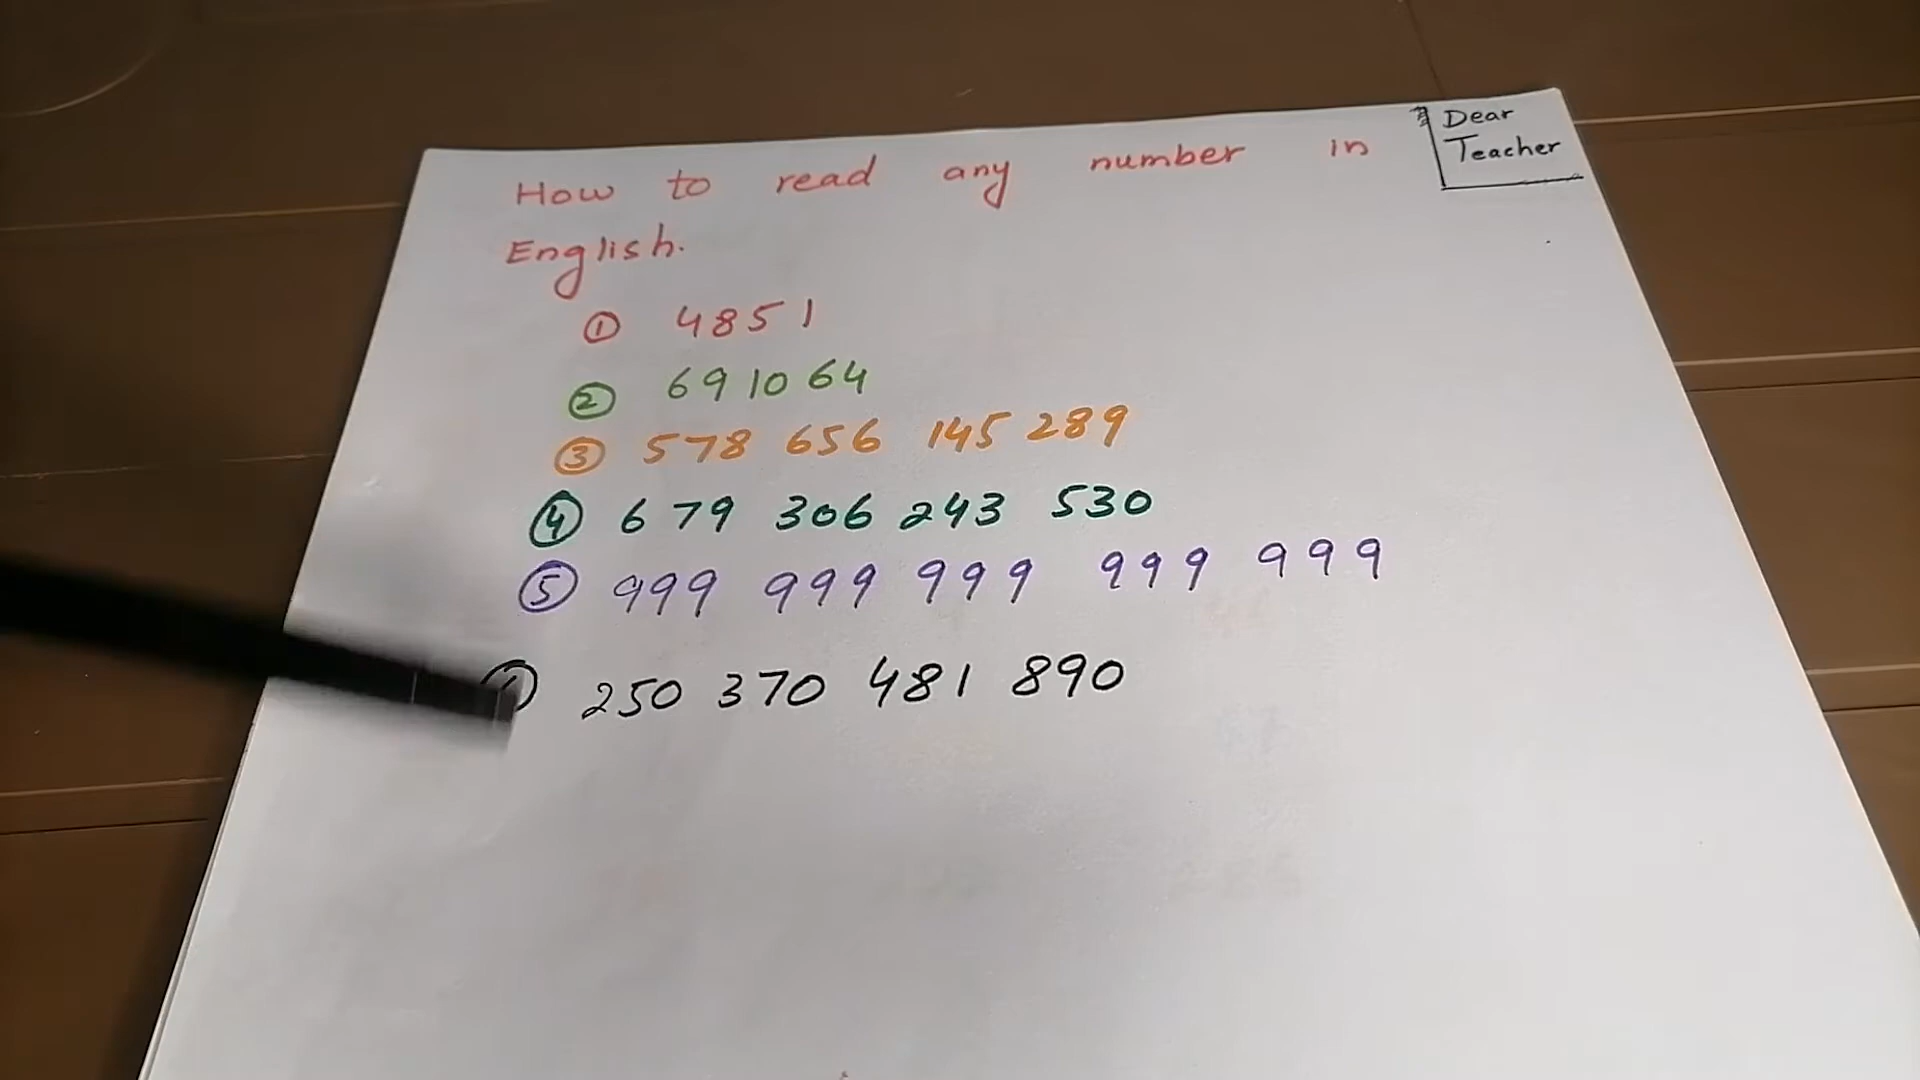 How to read any number in
English.
Dear
Teacher
① 4851
② 691064
③ 578 656 145 289
④ 679 306 243 530
⑤ 999 999 999 999 999
250 370 481 890